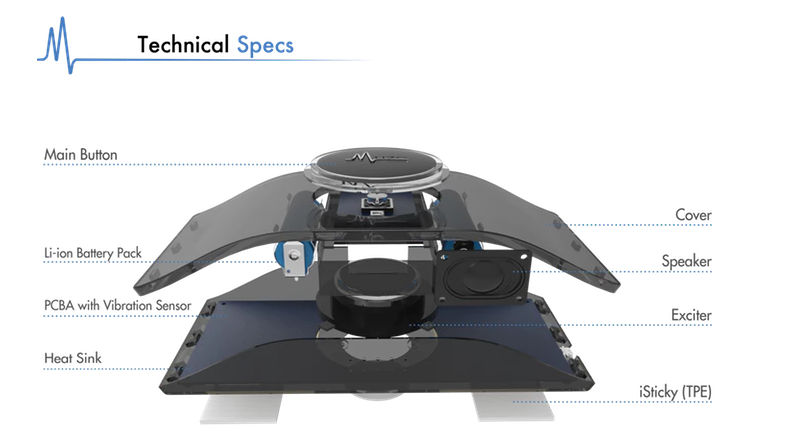 Technical Specs
Main Button
Cover
Li-ion Battery Pack
Speaker
PCBA with Vibration Sensor
Exciter
Heat Sink
iSticky (TPE)